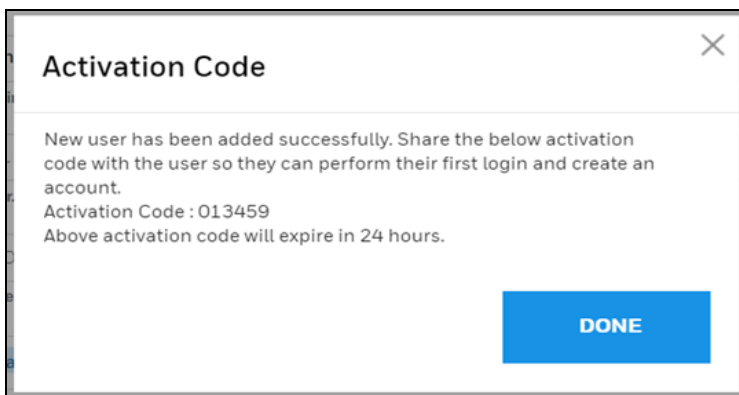 Activation Code
New user has been added successfully. Share the below activation
code with the user so they can perform their first login and create an
account.
Activation Code : 013459
Above activation code will expire in 24 hours.
DONE